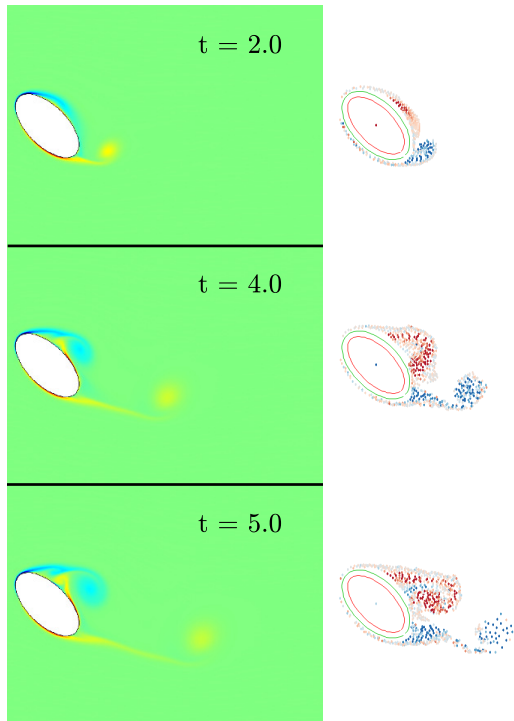 t = 2.0
t = 4.0
t = 5.0